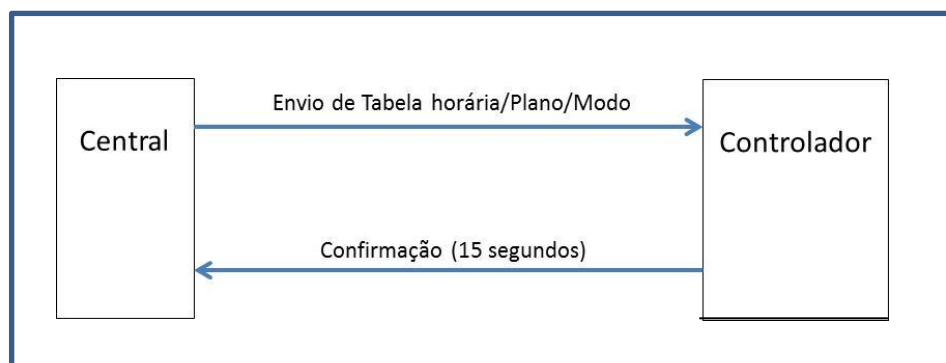 Envio de Tabela horária/Plano/Modo
Central
Controlador
Confirmação (15 segundos)